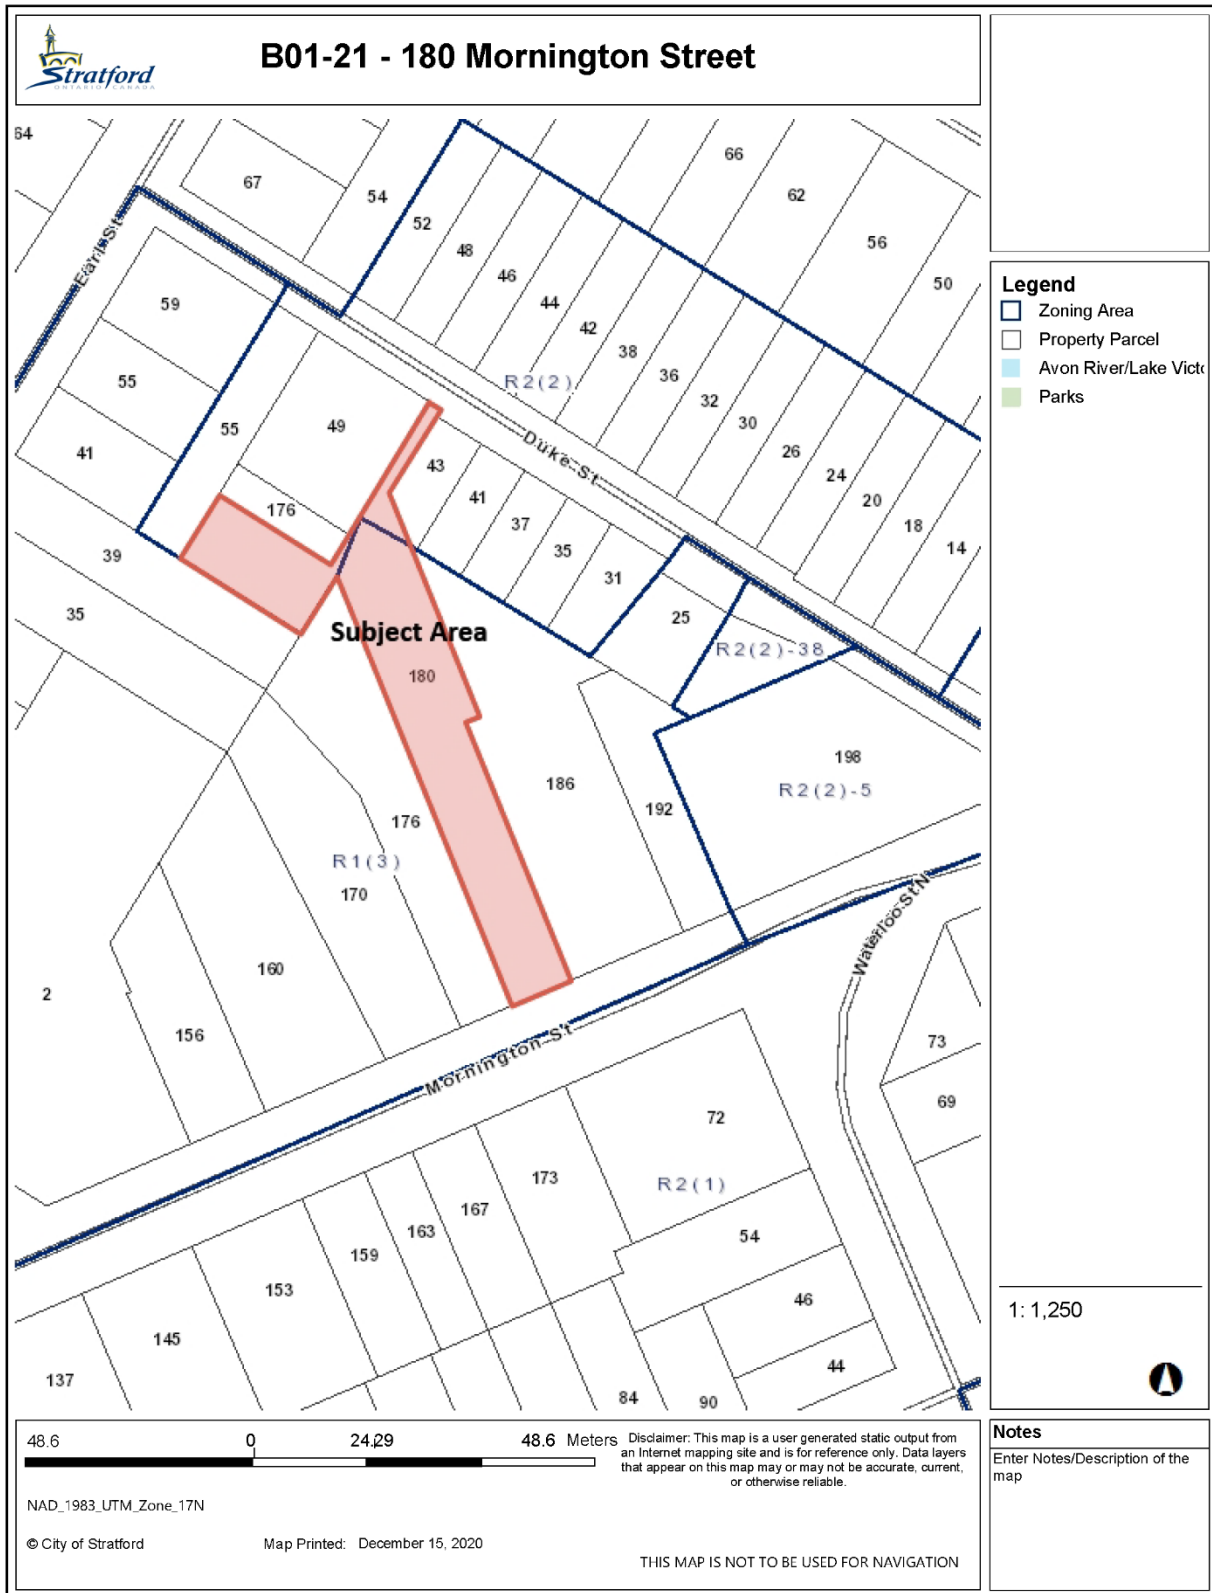 Stratford
ONTARIO CANADA
B01-21 - 180 Mornington Street
64
67
54
52
48
46
44
42
38
36
32
30
26
24
20
18
14
66
62
56
50
Earl St
59
55
41
55
49
176
R2(2)
Duke St
43
41
37
35
31
25
39
35
Subject Area
180
R2(2)-38
198
R2(2)-5
186
192
176
R1(3)
170
160
156
2
Waterloo St N
Mornington St
73
69
72
R2(1)
173
167
163
159
153
145
137
54
46
44
84
90
Legend
Zoning Area
Property Parcel
Avon River/Lake Victo
Parks
1: 1,250
48.6
0
24.29
48.6 Meters
NAD_1983_UTM_Zone_17N
© City of Stratford
Map Printed: December 15, 2020
Disclaimer: This map is a user generated static output from
an Internet mapping site and is for reference only. Data layers
that appear on this map may or may not be accurate, current,
or otherwise reliable.
THIS MAP IS NOT TO BE USED FOR NAVIGATION
Notes
Enter Notes/Description of the
map